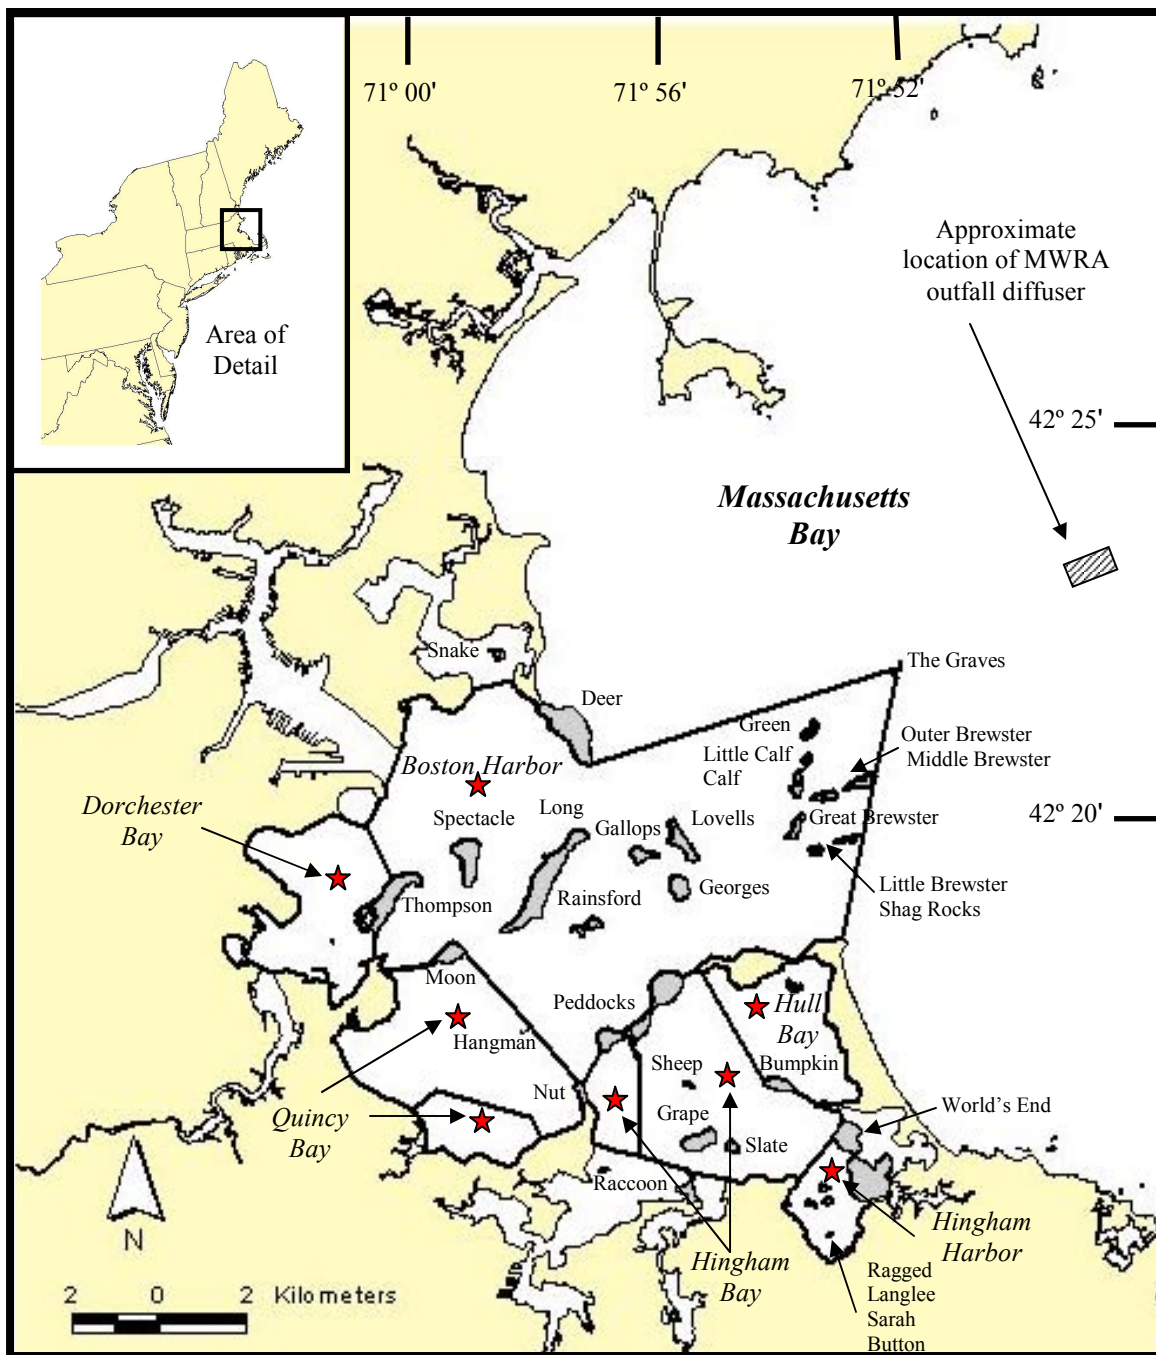 71º 00'
71º 56'
71º 52'
Area of
Detail
Approximate
location of MWRA
outfall diffuser
42º 25'
Massachusetts
Bay
Snake
The Graves
Deer
Green
Outer Brewster
Middle Brewster
Little Calf
Calf
Boston Harbor
Dorchester
Bay
42º 20'
Spectacle
Long
Gallops
Lovells
Great Brewster
Thompson
Rainsford
Georges
Little Brewster
Shag Rocks
Moon
Peddocks
Hull
Bay
Hangman
Sheep
Bumpkin
Nut
Quincy
Bay
Grape
Slate
World's End
Raccoon
Hingham
Bay
Hingham
Harbor
N
Ragged
Langlee
Sarah
Button
2 0 2 Kilometers